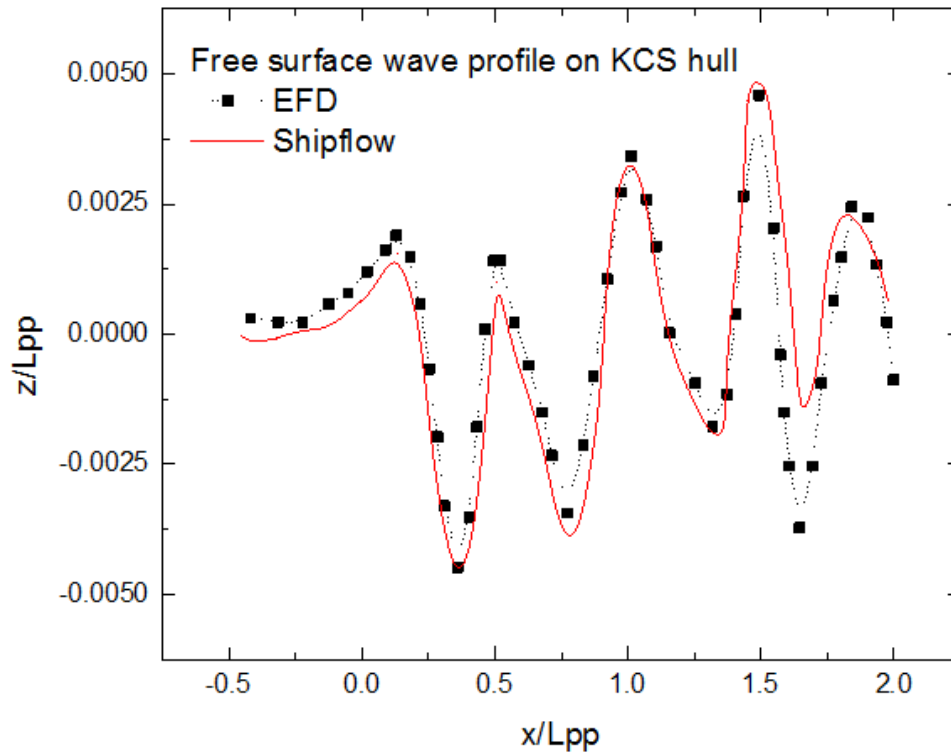 Free surface wave profile on KCS hull
EFD
Shipflow
z/Lpp
0.0050
0.0025
0.0000
-0.0025
-0.0050
-0.5 0.0 0.5 1.0 1.5 2.0
x/Lpp